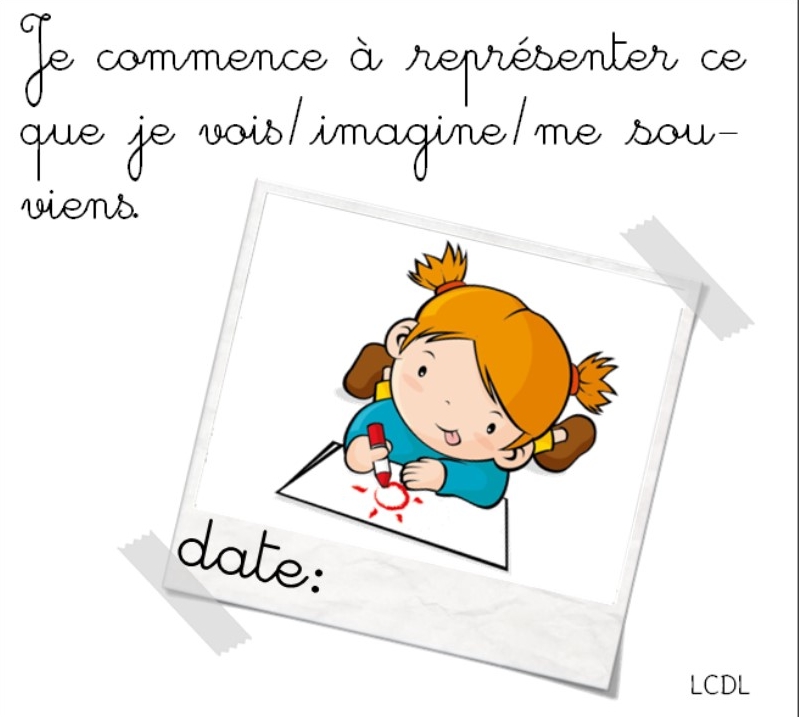 Je commence à représenter ce
que je vois/imagine/me sou-
viens.
date:
LCDL